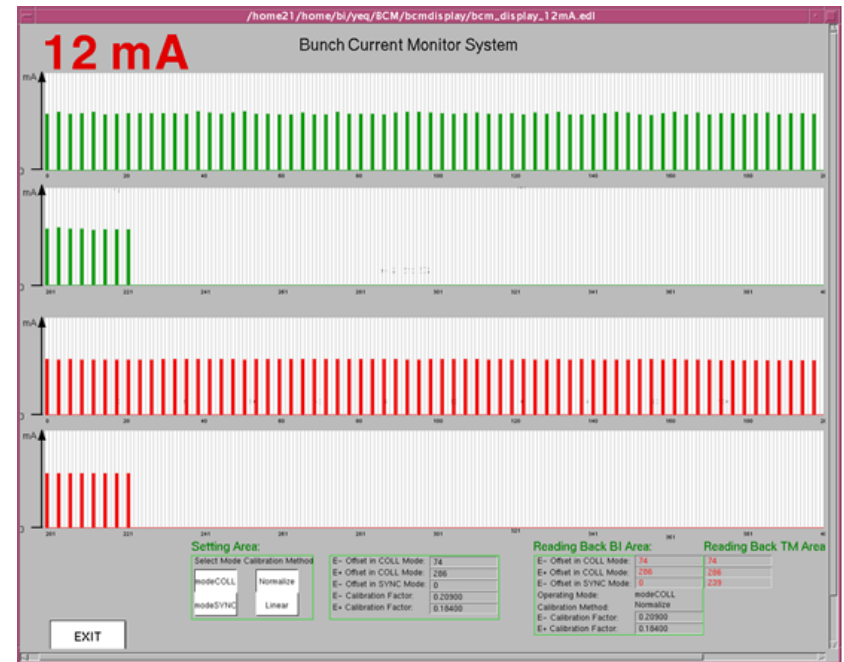 /home21/home/bi/yeq/BCM/bcmdisplay/bcm_display_12mA.edl
12 mA
Bunch Current Monitor System
mA
0
0 20 40 60 80 100 120 140 160 180
mA
0
201 221 241 261 281 301 321 341 361 381
mA
0
0 20 40 60 80 100 120 140 160 180
mA
0
201 221 241 261 281 301 321 341 361 381
Setting Area:
Select Mode Calibration Method
modeCOLL Normalize
modeSYNC Linear
E- Offset in COLL Mode: 74
E+ Offset in COLL Mode: 286
E- Offset in SYNC Mode: 0
E- Calibration Factor: 0.20900
E+ Calibration Factor: 0.18400
Reading Back BI Area: Reading Back TM Area
E- Offset in COLL Mode: 74 74
E+ Offset in COLL Mode: 286 286
E- Offset in SYNC Mode: 0 239
Operating Mode: modeCOLL
Calibration Method: Normalize
E- Calibration Factor: 0.20900
E+ Calibration Factor: 0.18400
EXIT